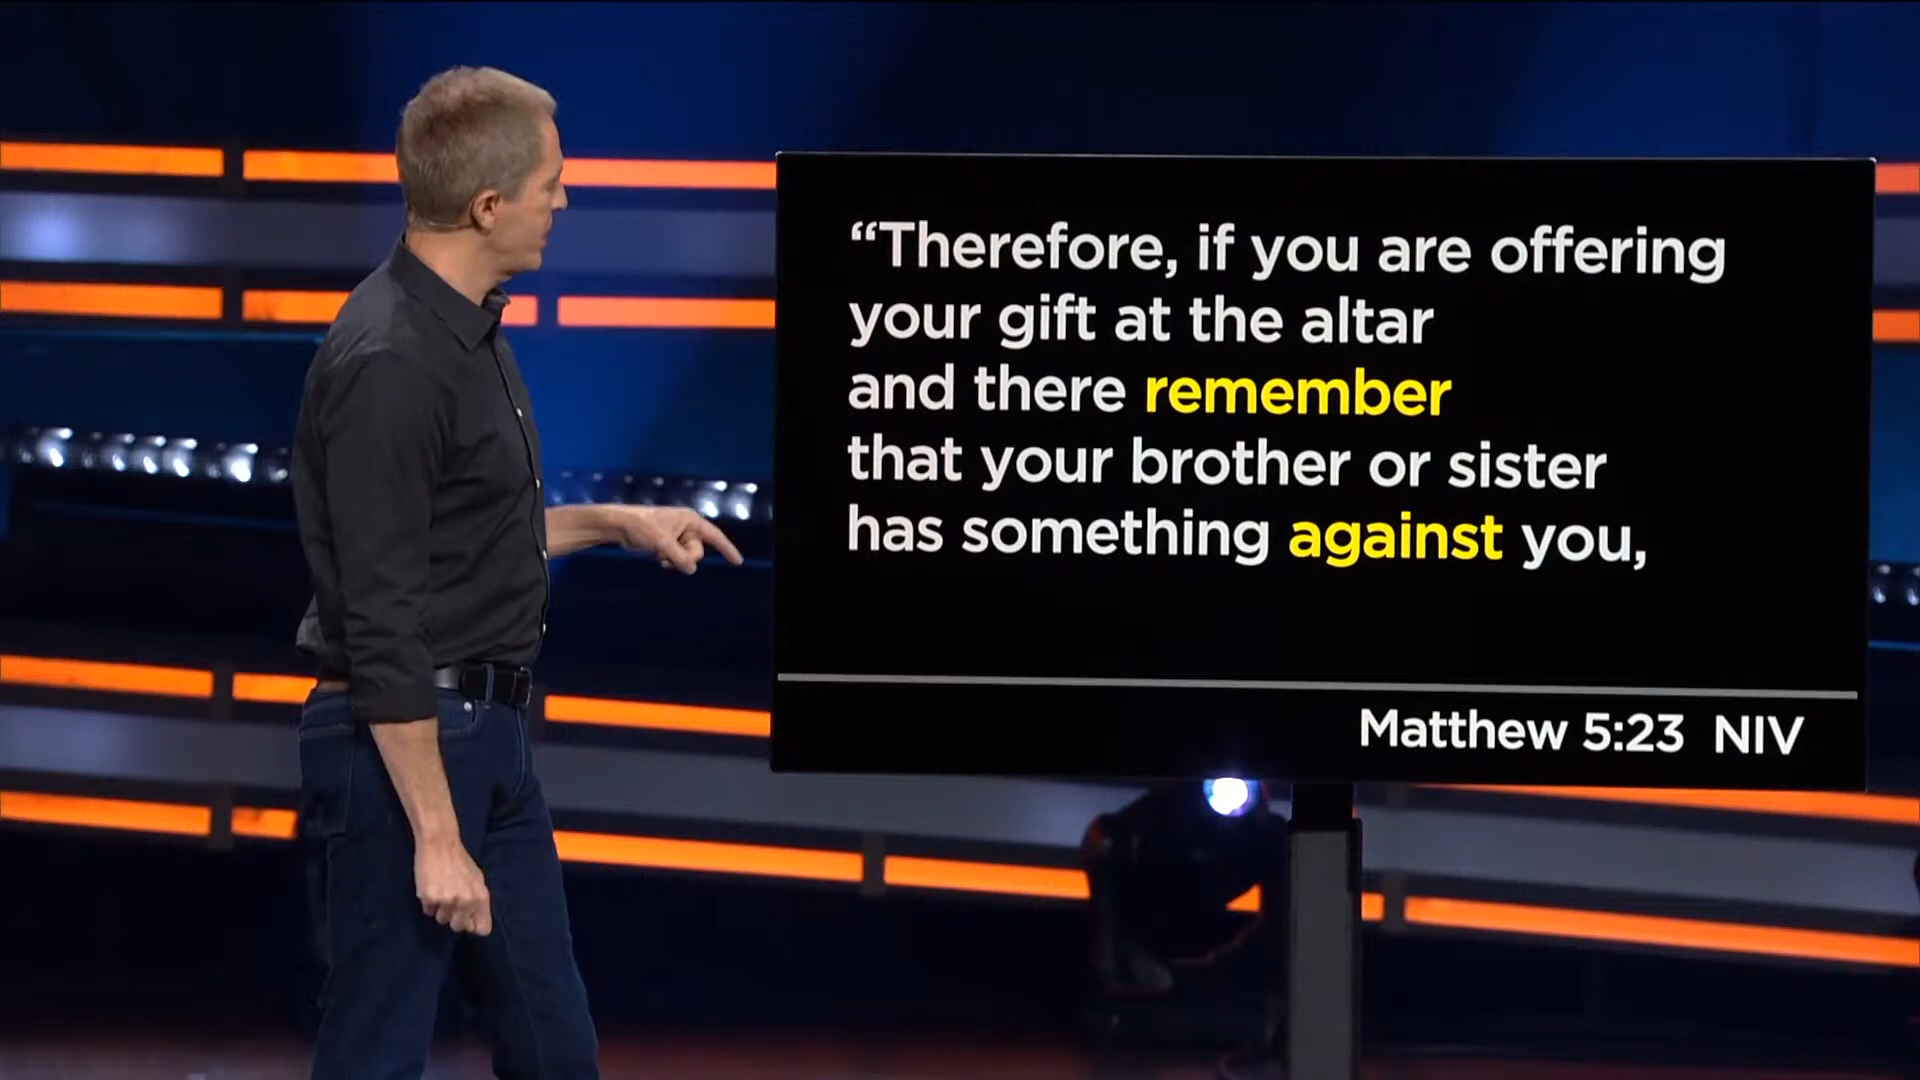 “Therefore, if you are offering
your gift at the altar
and there remember
that your brother or sister
has something against you,
Matthew 5:23 NIV